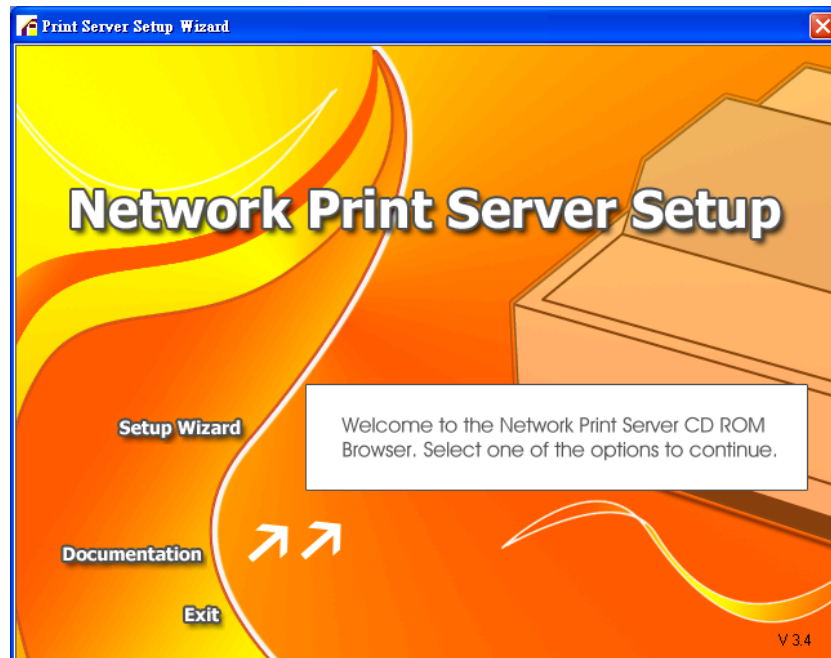 Print Server Setup Wizard
Network Print Server Setup
Setup Wizard
Welcome to the Network Print Server CD ROM
Browser. Select one of the options to continue.
Documentation
Exit
V 3.4